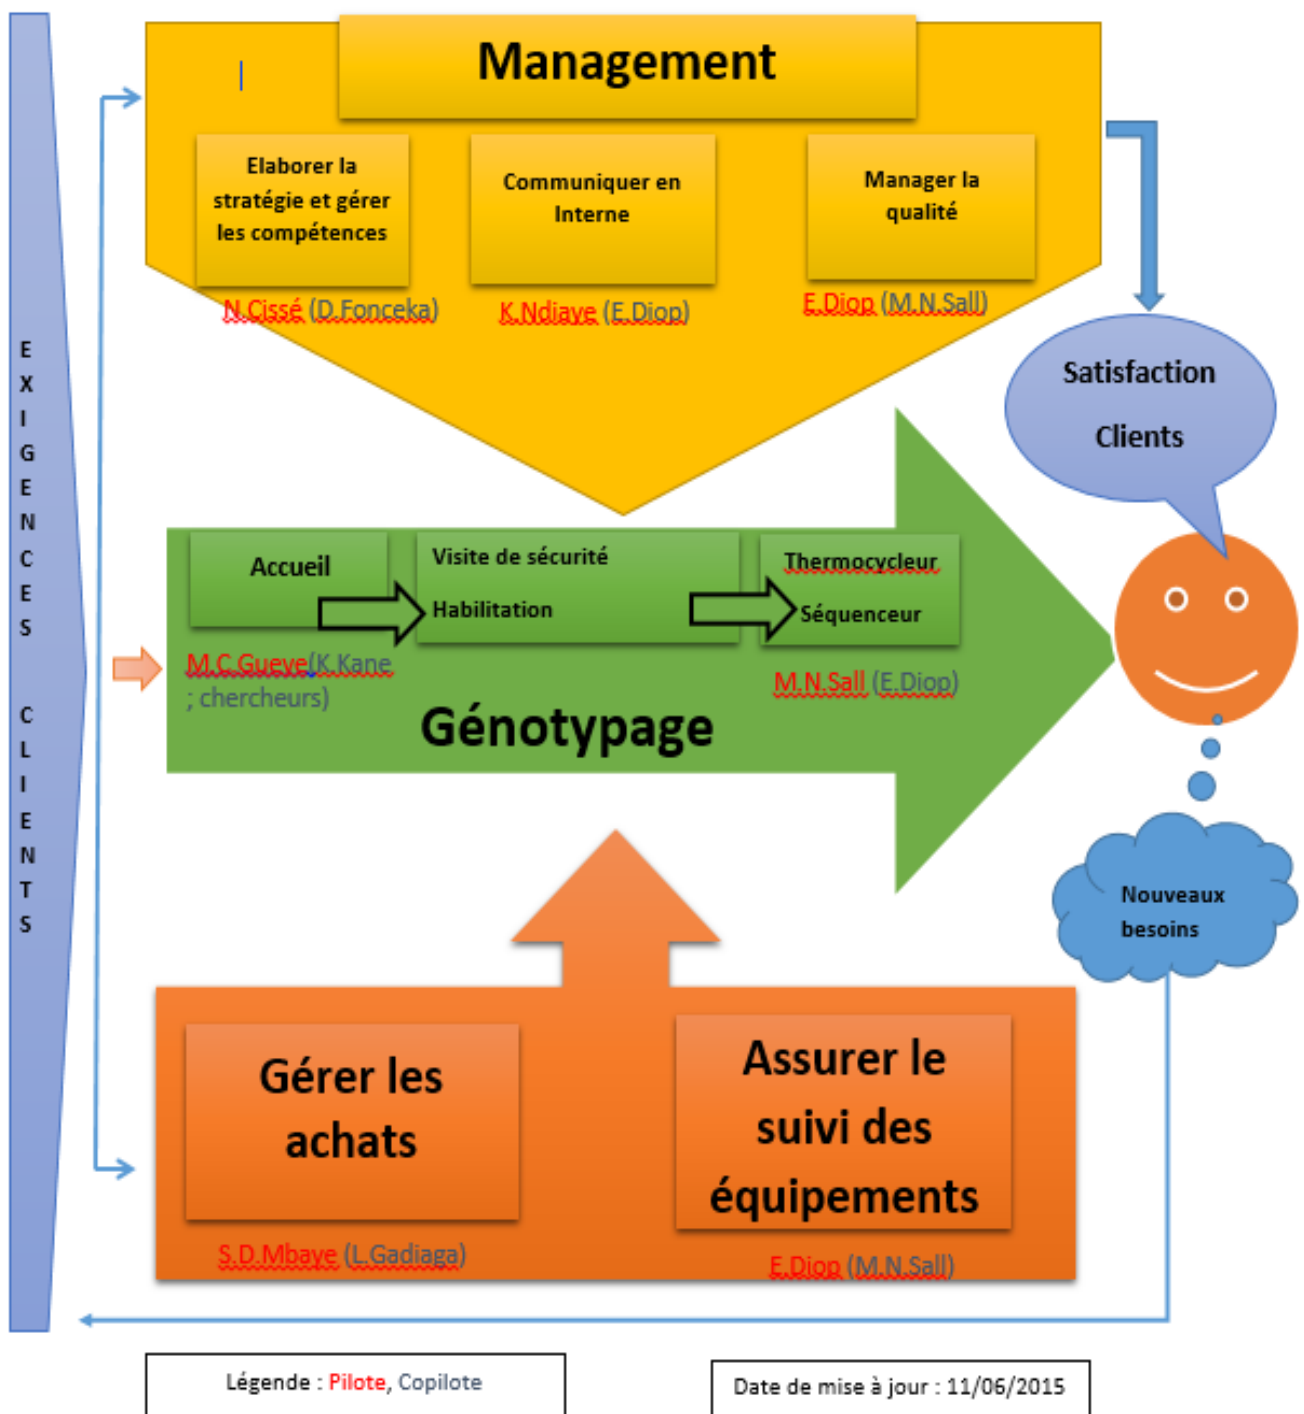 Management
Elaborer la
stratégie et gérer
les compétences
N.Cissé (D.Fonceka)
Communiquer en
Interne
K.Ndiaye (E.Diop)
Manager la
qualité
E.Diop (M.N.Sall)
EXIGENCES CLIENTS
Satisfaction
Clients
Accueil
M.C.Gueye(K.Kane
; chercheurs)
Visite de sécurité
Habilitation
Thermocycleur
Séquenceur
M.N.Sall (E.Diop)
Génotypage
Nouveaux
besoins
Gérer les
achats
S.D.Mbaye (L.Gadiaga)
Assurer le
suivi des
équipements
E.Diop (M.N.Sall)
Légende : Pilote, Copilote
Date de mise à jour : 11/06/2015